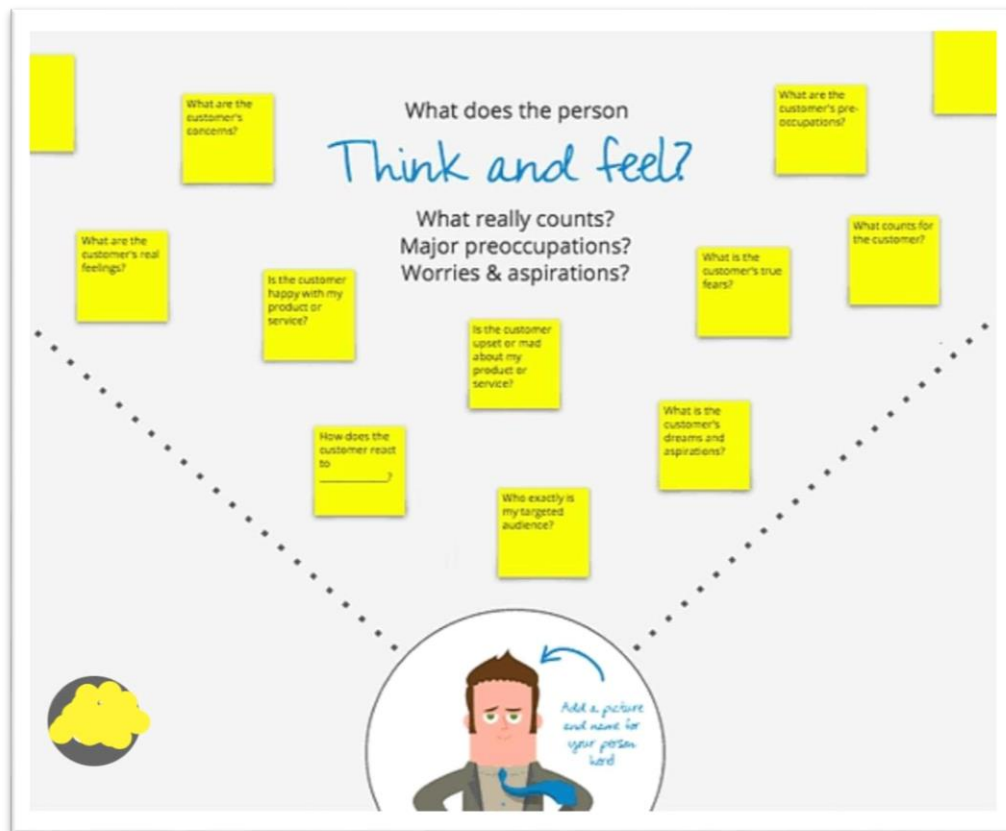 What does the person
Think and feel?
What really counts?
Major preoccupations?
Worries & aspirations?
What are the
customer's
concerns?
What are the
customer's pre-
occupations?
What are the
customer's real
feelings?
Is the customer
happy with my
product or
service?
Is the customer
upset or mad
about my
product or
service?
What is the
customer's true
fears?
What counts for
the customer?
How does the
customer react
to
____________?
Who exactly is
my targeted
audience?
What is the
customer's
dreams and
aspirations?
Add a picture
and name for
your person
here